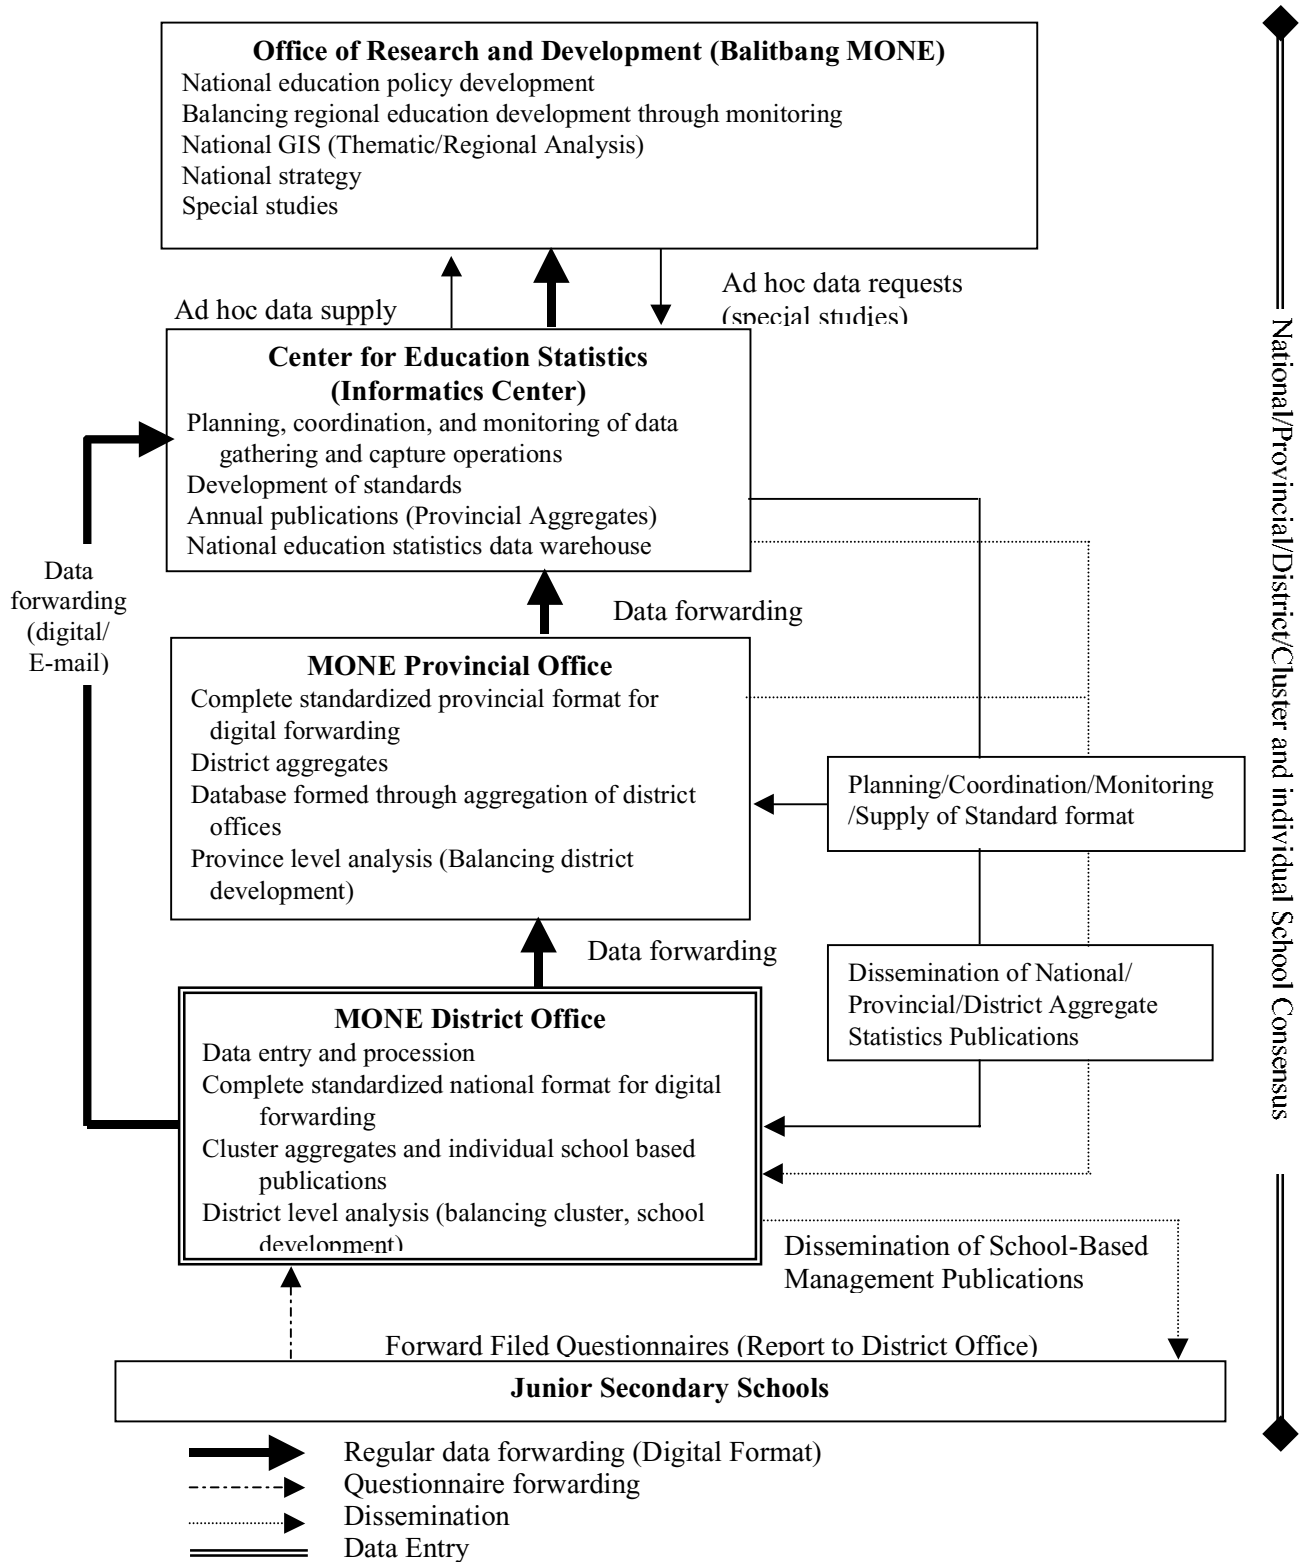 Office of Research and Development (Balitbang MONE)
National education policy development
Balancing regional education development through monitoring
National GIS (Thematic/Regional Analysis)
National strategy
Special studies
Ad hoc data supply
Ad hoc data requests
(special studies)
Center for Education Statistics
(Informatics Center)
Planning, coordination, and monitoring of data
gathering and capture operations
Development of standards
Annual publications (Provincial Aggregates)
National education statistics data warehouse
Data
forwarding
(digital/
E-mail)
Data forwarding
MONE Provincial Office
Complete standardized provincial format for
digital forwarding
District aggregates
Database formed through aggregation of district
offices
Province level analysis (Balancing district
development)
Planning/Coordination/Monitoring
/Supply of Standard format
Data forwarding
Dissemination of National/
Provincial/District Aggregate
Statistics Publications
MONE District Office
Data entry and procession
Complete standardized national format for digital
forwarding
Cluster aggregates and individual school based
publications
District level analysis (balancing cluster, school
development)
Dissemination of School-Based
Management Publications
Forward Filed Questionnaires (Report to District Office)
Junior Secondary Schools
Regular data forwarding (Digital Format)
Questionnaire forwarding
Dissemination
Data Entry
National/Provincial/District/Cluster and individual School Consensus